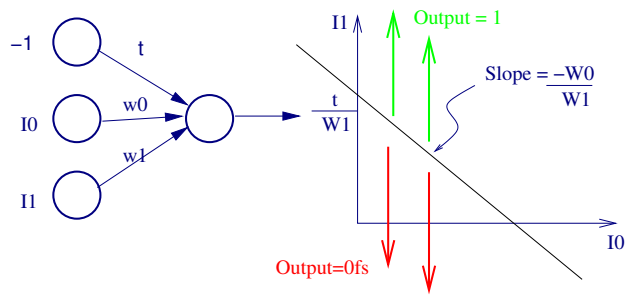 −1
t
w0
I0
w1
I1
I1
Output = 1
Slope = −W0
W1
t
W1
I0
Output=0fs